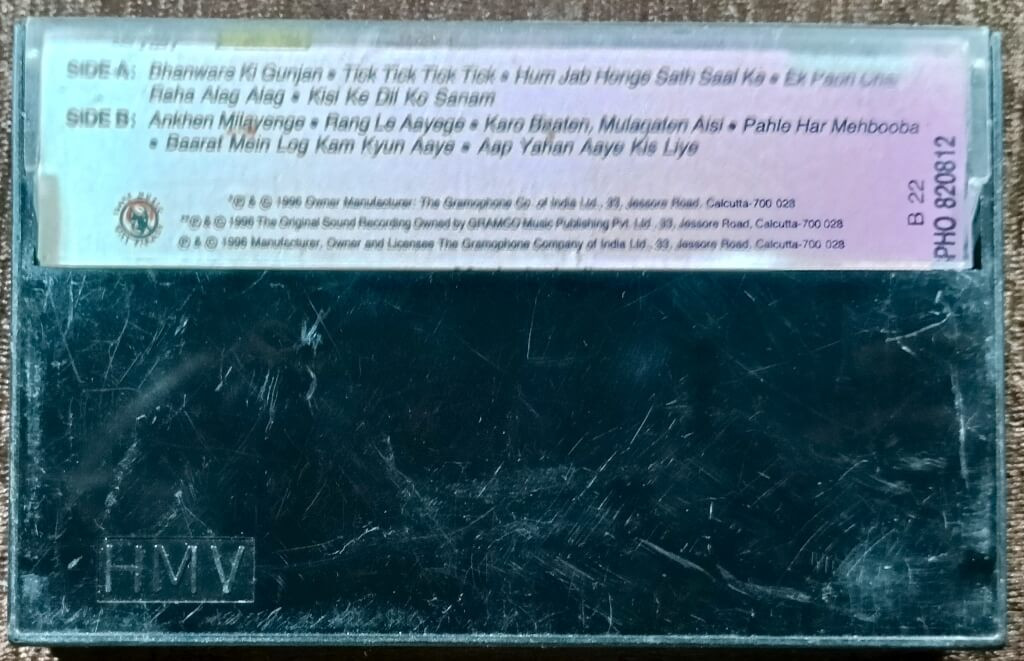 SIDE A: Bhanware Ki Gunjan • Tick Tick Tick Tick • Hum Jab Honge Sath Saal Ke • Ek
Raha Alag Alag • Kisi Ke Dil Ko Sanam
SIDE B: Ankhen Milayenge • Rang Le Aayege • Karo Baaten, Mulaqaten Aisi • Pahle Har Mehbooba
• Baarat Mein Log Kam Kyun Aaye • Aap Yahan Aaye Kis Liye
*℗ & © 1996 Owner Manufacturer: The Gramophone Co. of India Ltd., 33, Jessore Road, Calcutta-700 028
**℗ & © 1996 The Original Sound Recording Owned by GRAMCO Music Publishing Pvt. Ltd., 33, Jessore Road, Calcutta-700 028
℗ & © 1996 Manufacturer, Owner and Licensee The Gramophone Company of India Ltd., 33, Jessore Road, Calcutta-700 028
B 22
PHO 820812
HMV